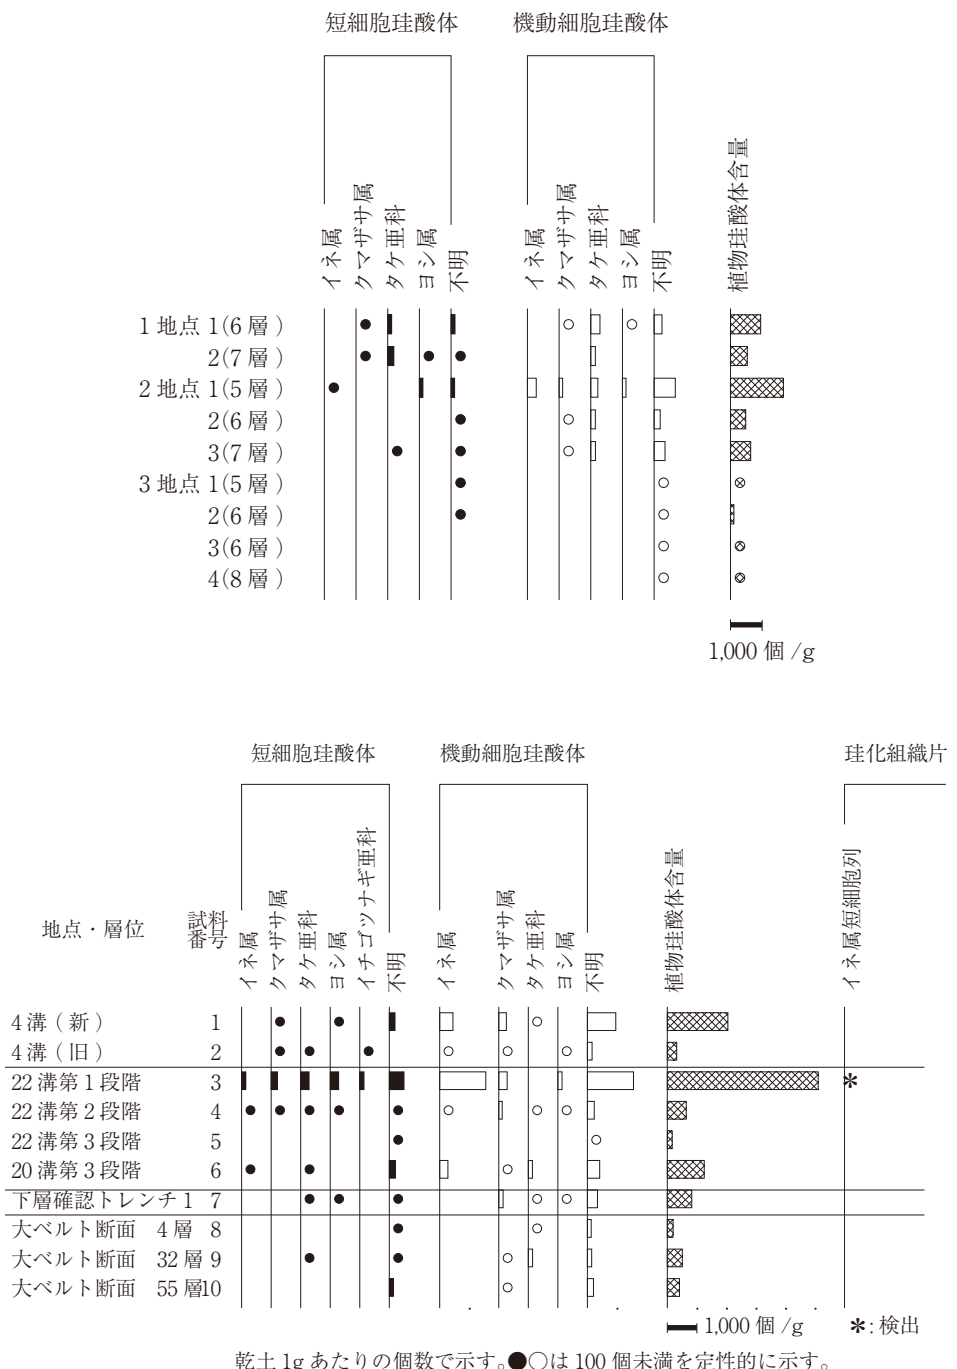 短細胞珪酸体 機動細胞珪酸体
イネ属 クマザサ属 タケ亜科 ヨシ属 不明 イネ属 クマザサ属 タケ亜科 ヨシ属 不明 植物珪酸体含量
1 地点 1(6 層 )
2(7 層 )
2 地点 1(5 層 )
2(6 層 )
3(7 層 )
3 地点 1(5 層 )
2(6 層 )
3(6 層 )
4(8 層 )
1,000 個 /g
短細胞珪酸体 機動細胞珪酸体 珪化組織片
地点・層位 試料番号 イネ属 クマザサ属 タケ亜科 ヨシ属 イチゴツナギ亜科 不明 イネ属 クマザサ属 タケ亜科 ヨシ属 不明 植物珪酸体含量 イネ属短細胞列
4 溝 ( 新 ) 1
4 溝 ( 旧 ) 2
22 溝第 1 段階 3 *
22 溝第 2 段階 4
22 溝第 3 段階 5
20 溝第 3 段階 6
下層確認トレンチ 1 7
大ベルト断面 4 層 8
大ベルト断面 32 層 9
大ベルト断面 55 層10
1,000 個 /g *: 検出
乾土 1g あたりの個数で示す。●○は 100 個未満を定性的に示す。